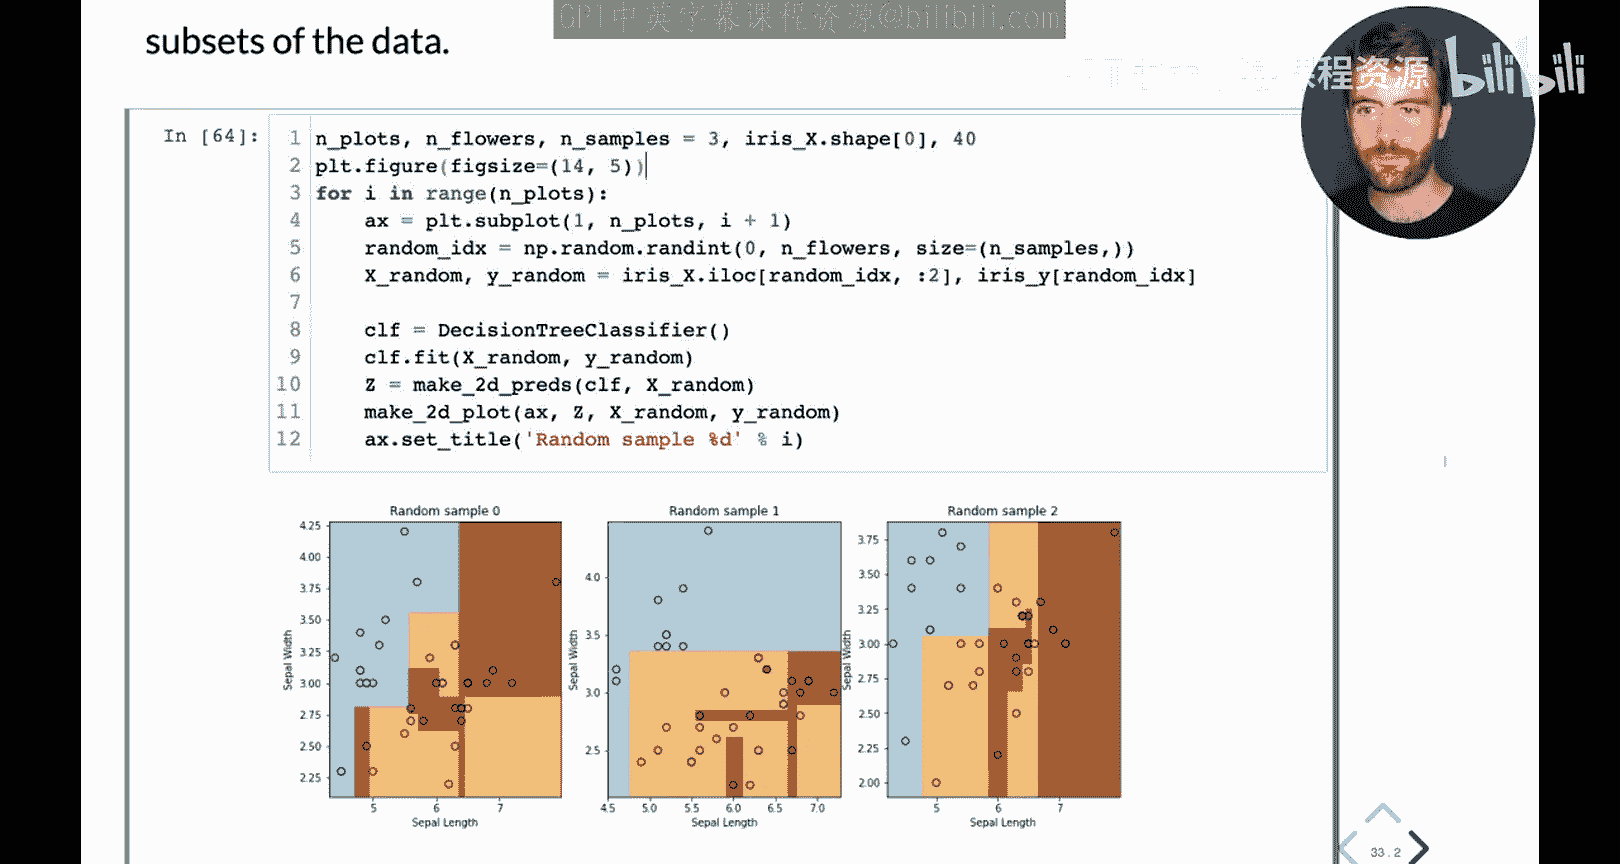 GPT中英字幕课程资源@bilibili.com
课程资源 bilibili
subsets of the data.
In [64]:
1 n_plots, n_flowers, n_samples = 3, iris_X.shape[0], 40
2 plt.figure(figsize=(14, 5))
3 for i in range(n_plots):
4 ax = plt.subplot(1, n_plots, i + 1)
5 random_idx = np.random.randint(0, n_flowers, size=(n_samples,))
6 X_random, y_random = iris_X.iloc[random_idx, :2], iris_y[random_idx]
7
8 clf = DecisionTreeClassifier()
9 clf.fit(X_random, y_random)
10 Z = make_2d_preds(clf, X_random)
11 make_2d_plot(ax, Z, X_random, y_random)
12 ax.set_title('Random sample %d' % i)
Random sample 0
4.25
4.00
3.75
3.50
3.25
3.00
2.75
2.50
2.25
Sepal Width
5 6 7
Sepal Length
Random sample 1
4.0
3.5
3.0
2.5
Sepal Width
4.5 5.0 5.5 6.0 6.5 7.0
Sepal Length
Random sample 2
3.75
3.50
3.25
3.00
2.75
2.50
2.25
2.00
Sepal Width
5 6 7
Sepal Length
33.2